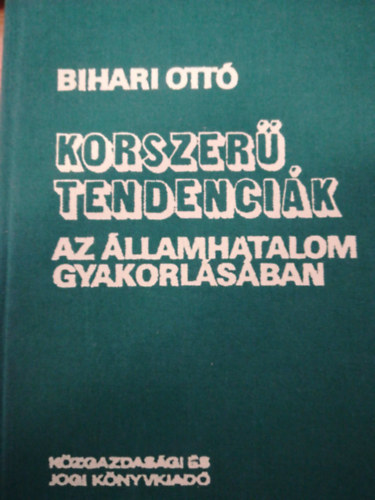 BIHARI OTTÓ
KORSZERŰ
TENDENCIÁK
AZ ÁLLAMHATALOM
GYAKORLÁSÁBAN
KÖZGAZDASÁGI ÉS
JOGI KÖNYVKIADÓ